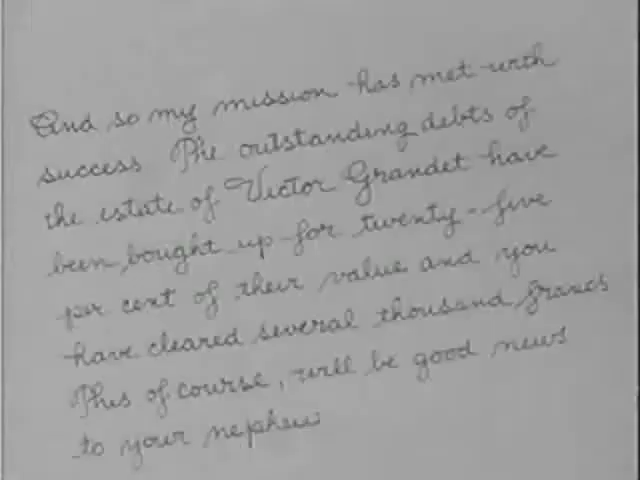 And so my mission has met with
success The outstanding debts of
the estate of Victor Grandet have
been bought up for twenty-five
per cent of their value and you
have cleared several thousand francs
This of course, will be good news
to your nephew